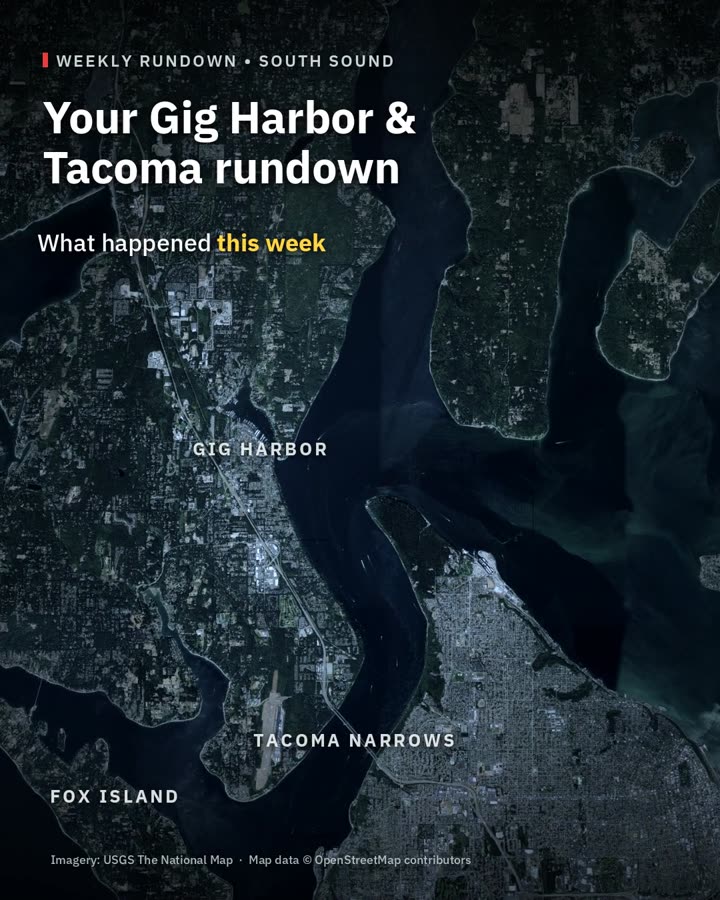 WEEKLY RUNDOWN • SOUTH SOUND
Your Gig Harbor &
Tacoma rundown
What happened this week
GIG HARBOR
TACOMA NARROWS
FOX ISLAND
Imagery: USGS The National Map · Map data © OpenStreetMap contributors